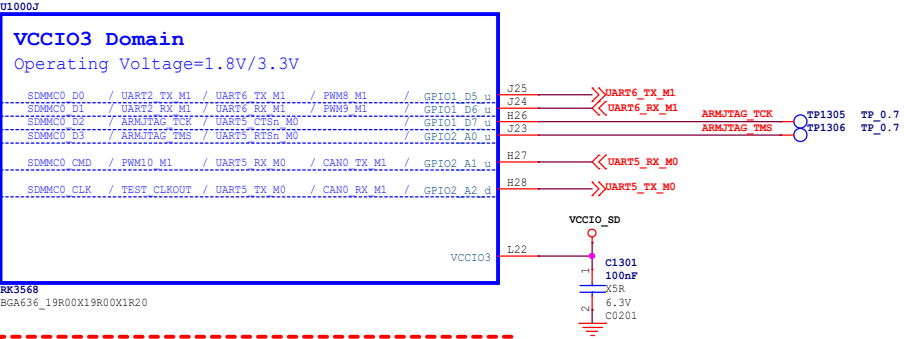 U1000J
VCCIO3 Domain
Operating Voltage=1.8V/3.3V
SDMMC0_D0 / UART2_TX_M1 / UART6_TX_M1 / PWM8_M1 / GPIO1_D5_u J25 UART6_TX_M1
SDMMC0_D1 / UART2_RX_M1 / UART6_RX_M1 / PWM9_M1 / GPIO1_D6_u J24 UART6_RX_M1
SDMMC0_D2 / ARMJTAG_TCK / UART5_CTSn_M0 / GPIO1_D7_u H26 ARMJTAG_TCK TP1305 TP_0.7
SDMMC0_D3 / ARMJTAG_TMS / UART5_RTSn_M0 / GPIO2_A0_u J23 ARMJTAG_TMS TP1306 TP_0.7
SDMMC0_CMD / PWM10_M1 / UART5_RX_M0 / CAN0_TX_M1 / GPIO2_A1_u H27 UART5_RX_M0
SDMMC0_CLK / TEST_CLKOUT / UART5_TX_M0 / CAN0_RX_M1 / GPIO2_A2_d H28 UART5_TX_M0
VCCIO_SD
VCCIO3 L22
C1301
1 100nF
X5R
2 6.3V
C0201
RK3568
BGA636_19R00X19R00X1R20